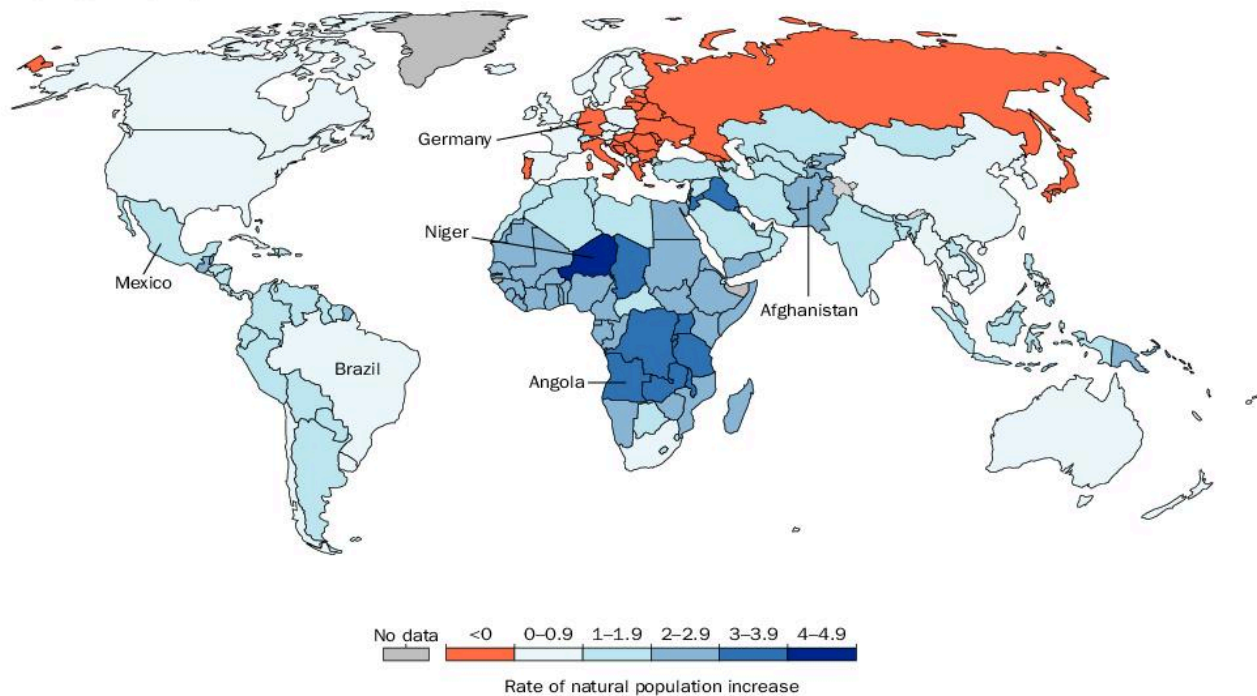 Germany
Niger
Mexico
Afghanistan
Brazil
Angola
No data <0 0–0.9 1–1.9 2–2.9 3–3.9 4–4.9
Rate of natural population increase